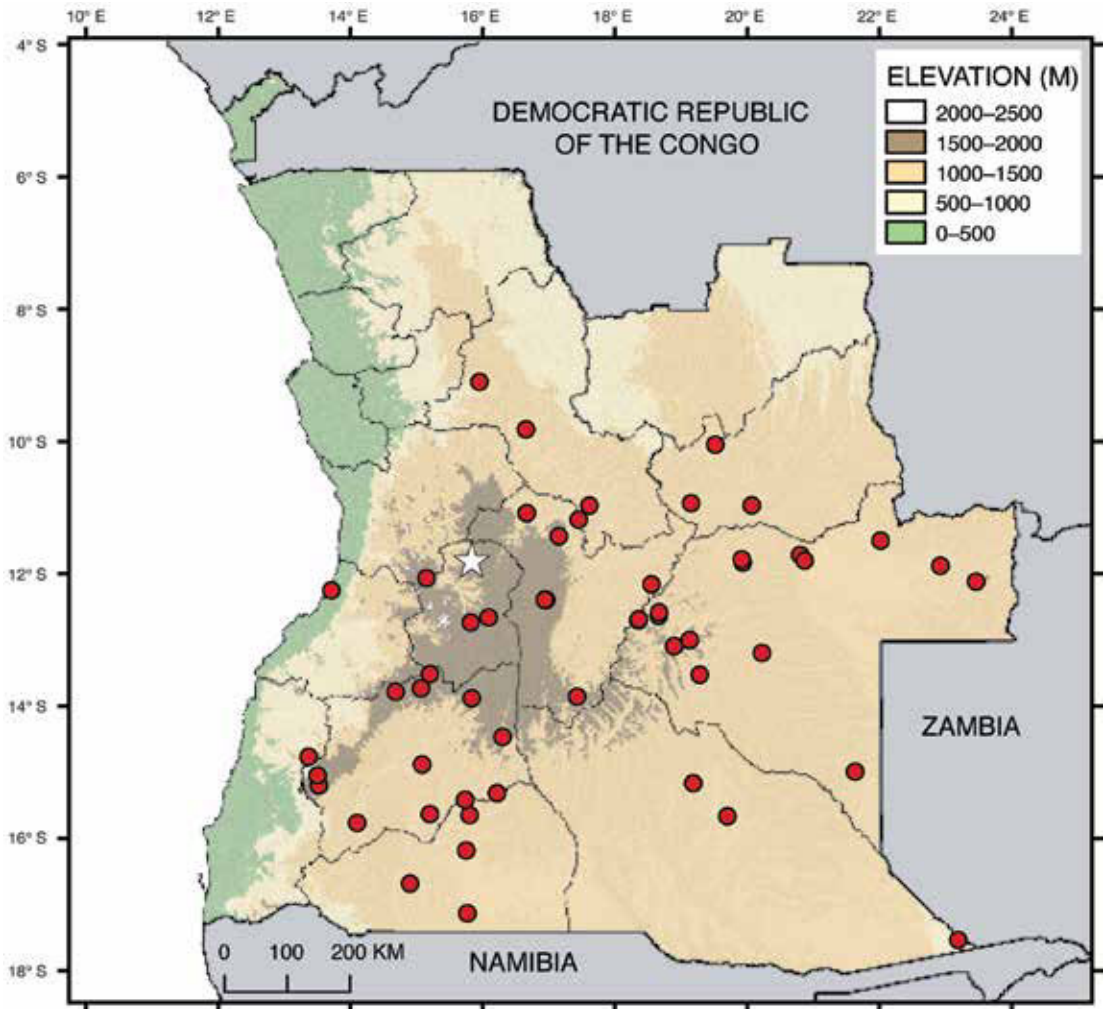 10° E 12° E 14° E 16° E 18° E 20° E 22° E 24° E
4° S
6° S
8° S
10° S
12° S
14° S
16° S
18° S
ELEVATION (M)
2000–2500
1500–2000
1000–1500
500–1000
0–500
DEMOCRATIC REPUBLIC
OF THE CONGO
ZAMBIA
NAMIBIA
0 100 200 KM